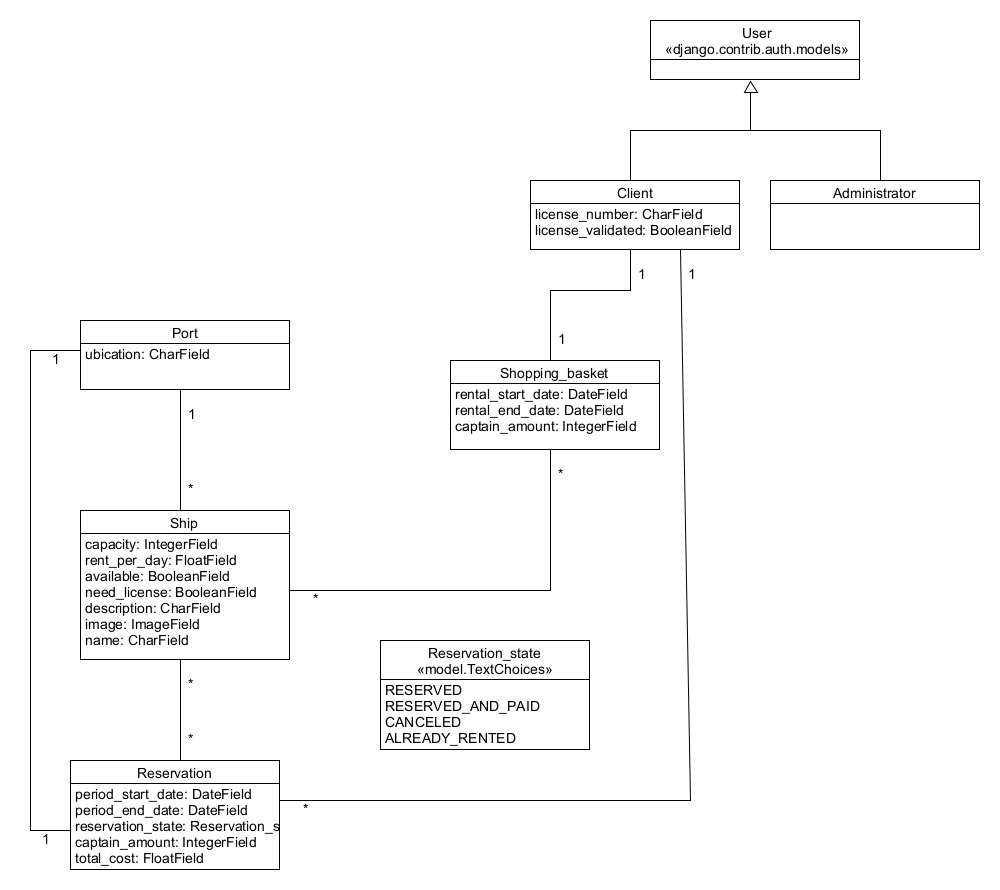 User
«django.contrib.auth.models»
Client
license_number: CharField
license_validated: BooleanField
Administrator
1
1
Port
ubication: CharField
1
1
1
Shopping_basket
rental_start_date: DateField
rental_end_date: DateField
captain_amount: IntegerField
*
*
Ship
capacity: IntegerField
rent_per_day: FloatField
available: BooleanField
need_license: BooleanField
description: CharField
image: ImageField
name: CharField
*
Reservation_state
«model.TextChoices»
RESERVED
RESERVED_AND_PAID
CANCELED
ALREADY_RENTED
*
*
Reservation
period_start_date: DateField
period_end_date: DateField
reservation_state: Reservation_s
captain_amount: IntegerField
total_cost: FloatField
*
1